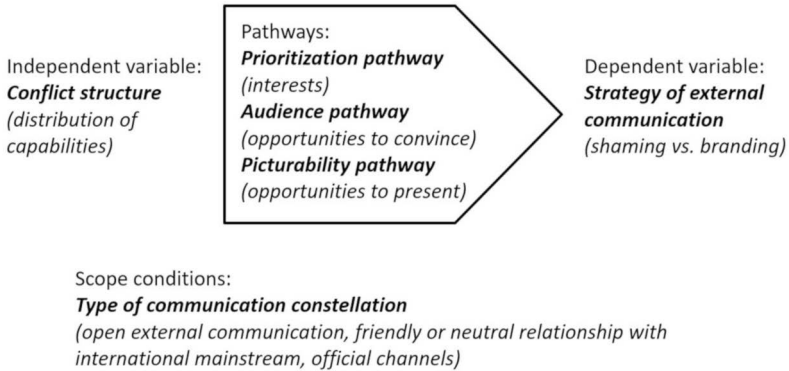 Independent variable:
Conflict structure
(distribution of
capabilities)
Pathways:
Prioritization pathway
(interests)
Audience pathway
(opportunities to convince)
Picturability pathway
(opportunities to present)
Dependent variable:
Strategy of external
communication
(shaming vs. branding)
Scope conditions:
Type of communication constellation
(open external communication, friendly or neutral relationship with
international mainstream, official channels)